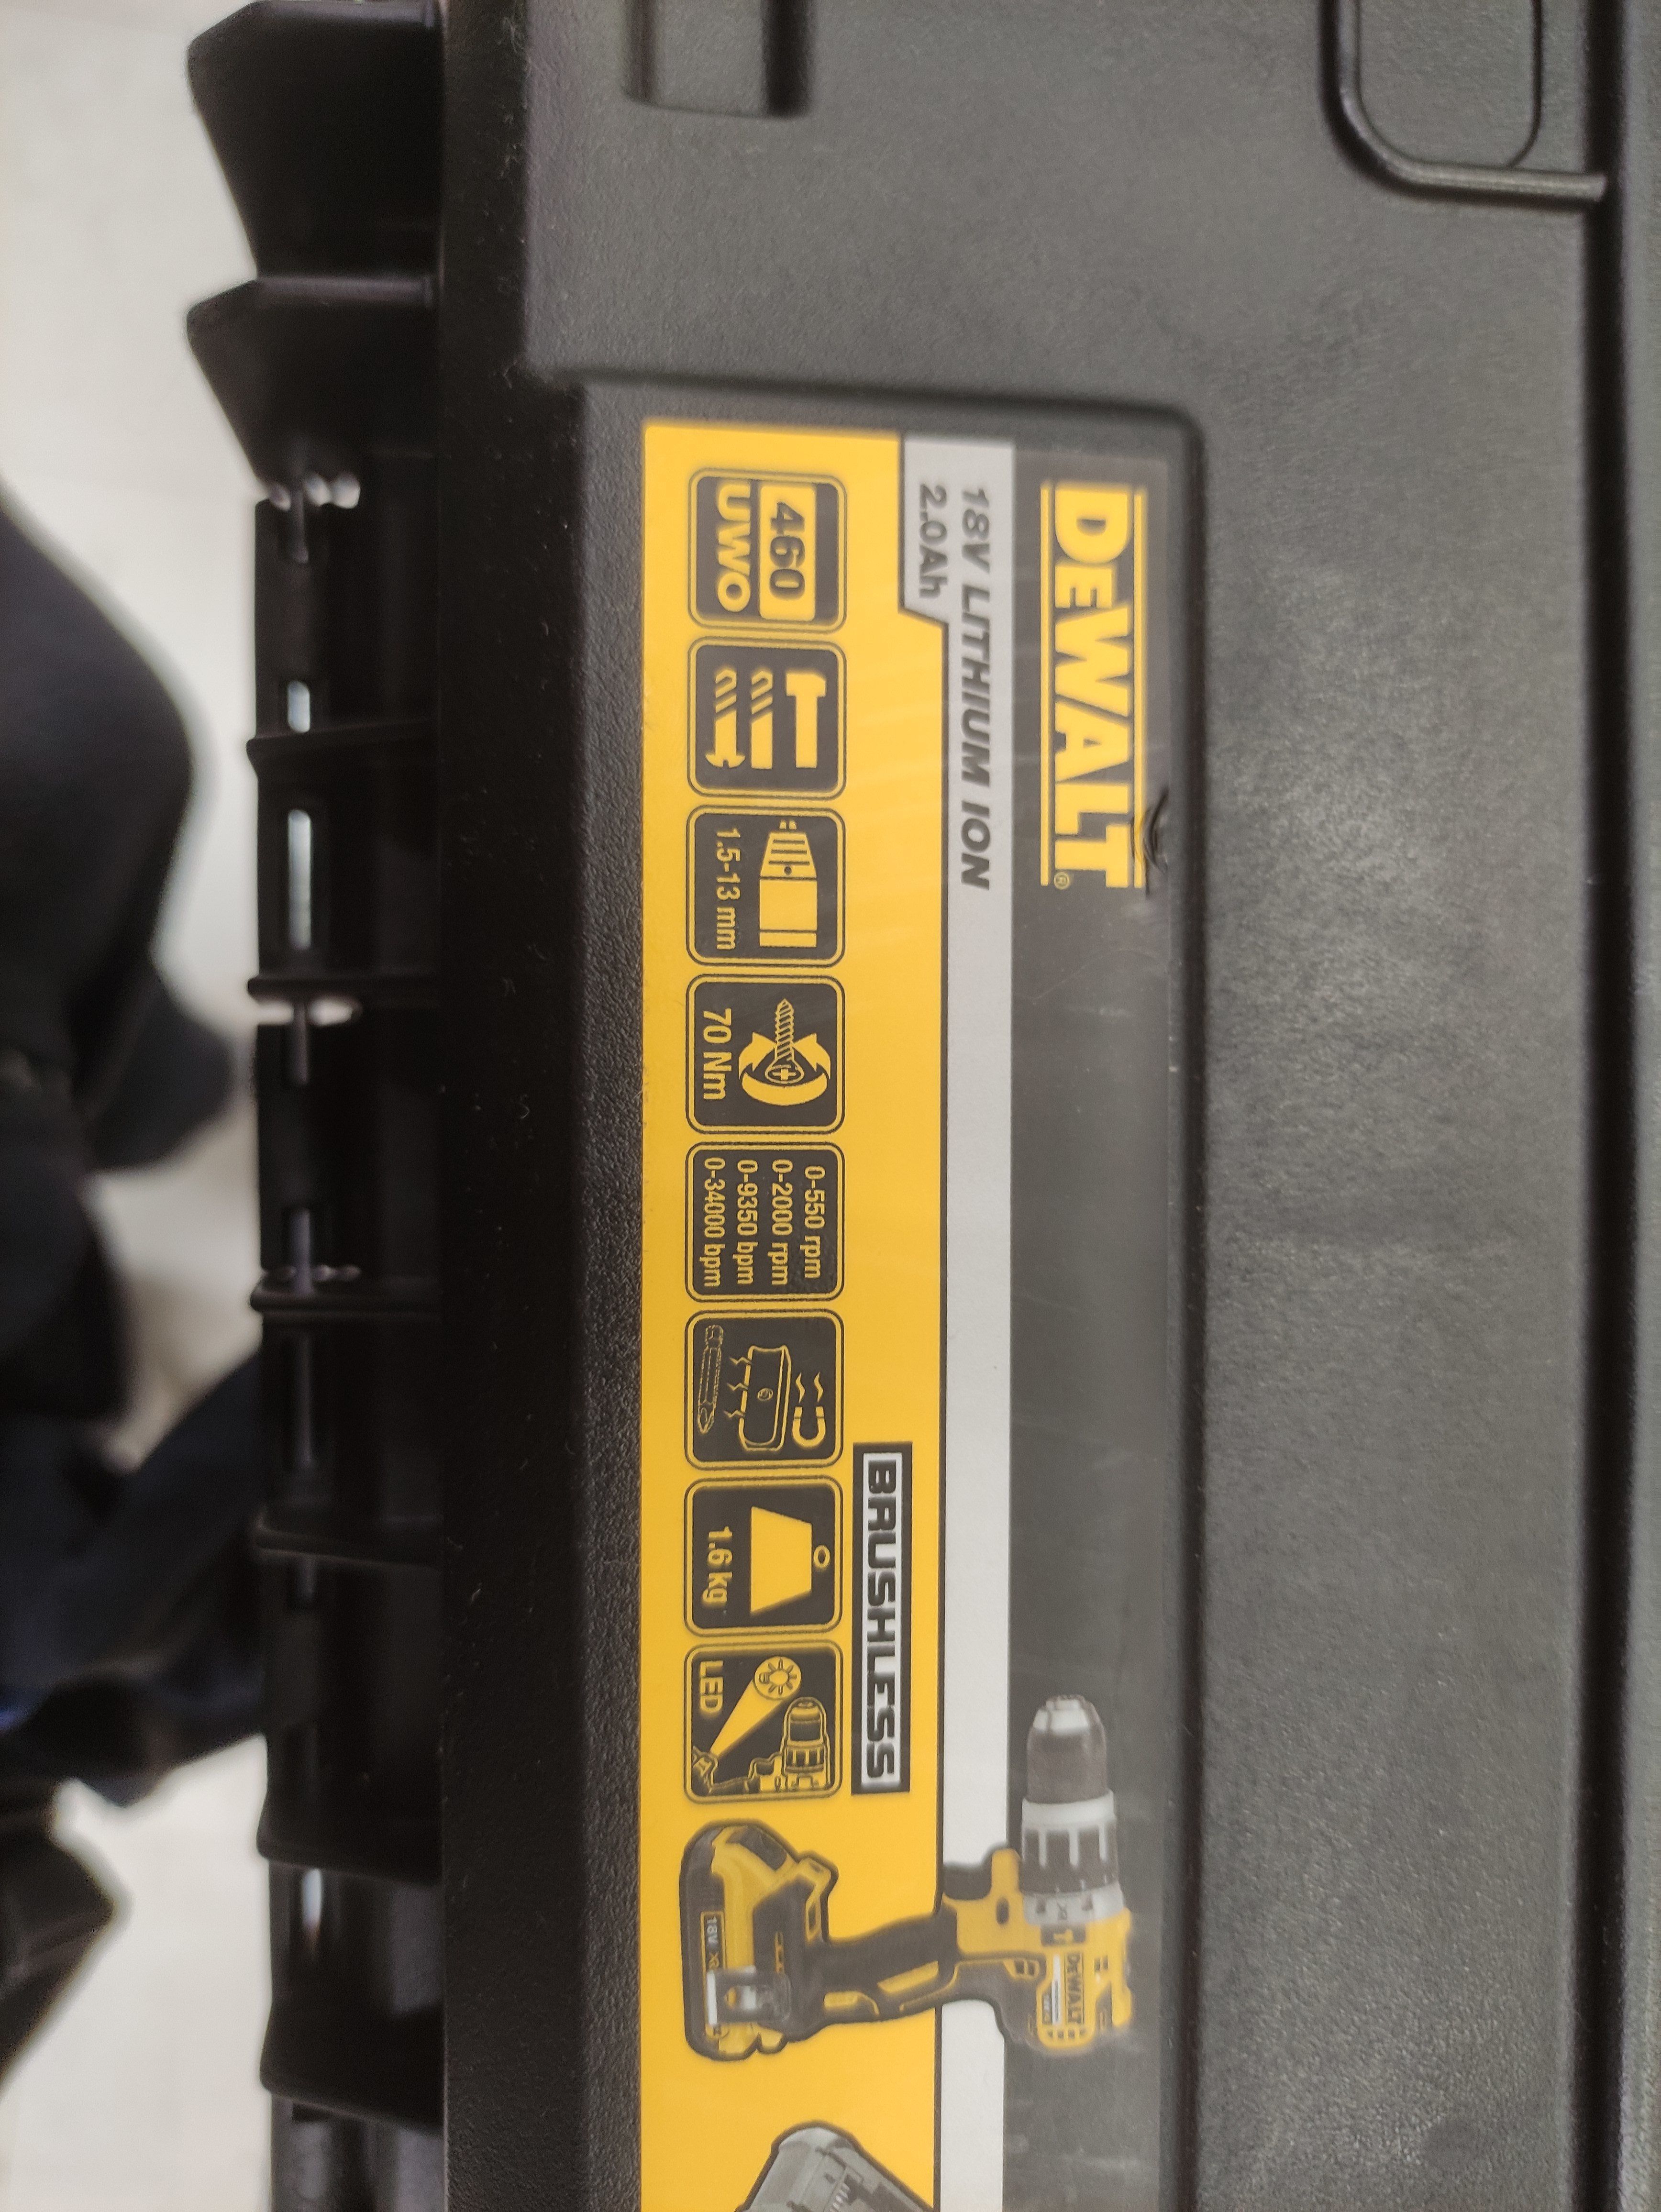 DEWALT®
18V LITHIUM ION
2.0Ah
BRUSHLESS
460
UWO
1.5-13 mm
70 Nm
0-550 rpm
0-2000 rpm
0-9350 bpm
0-34000 bpm
1.6 kg
LED
DEWALT
18V